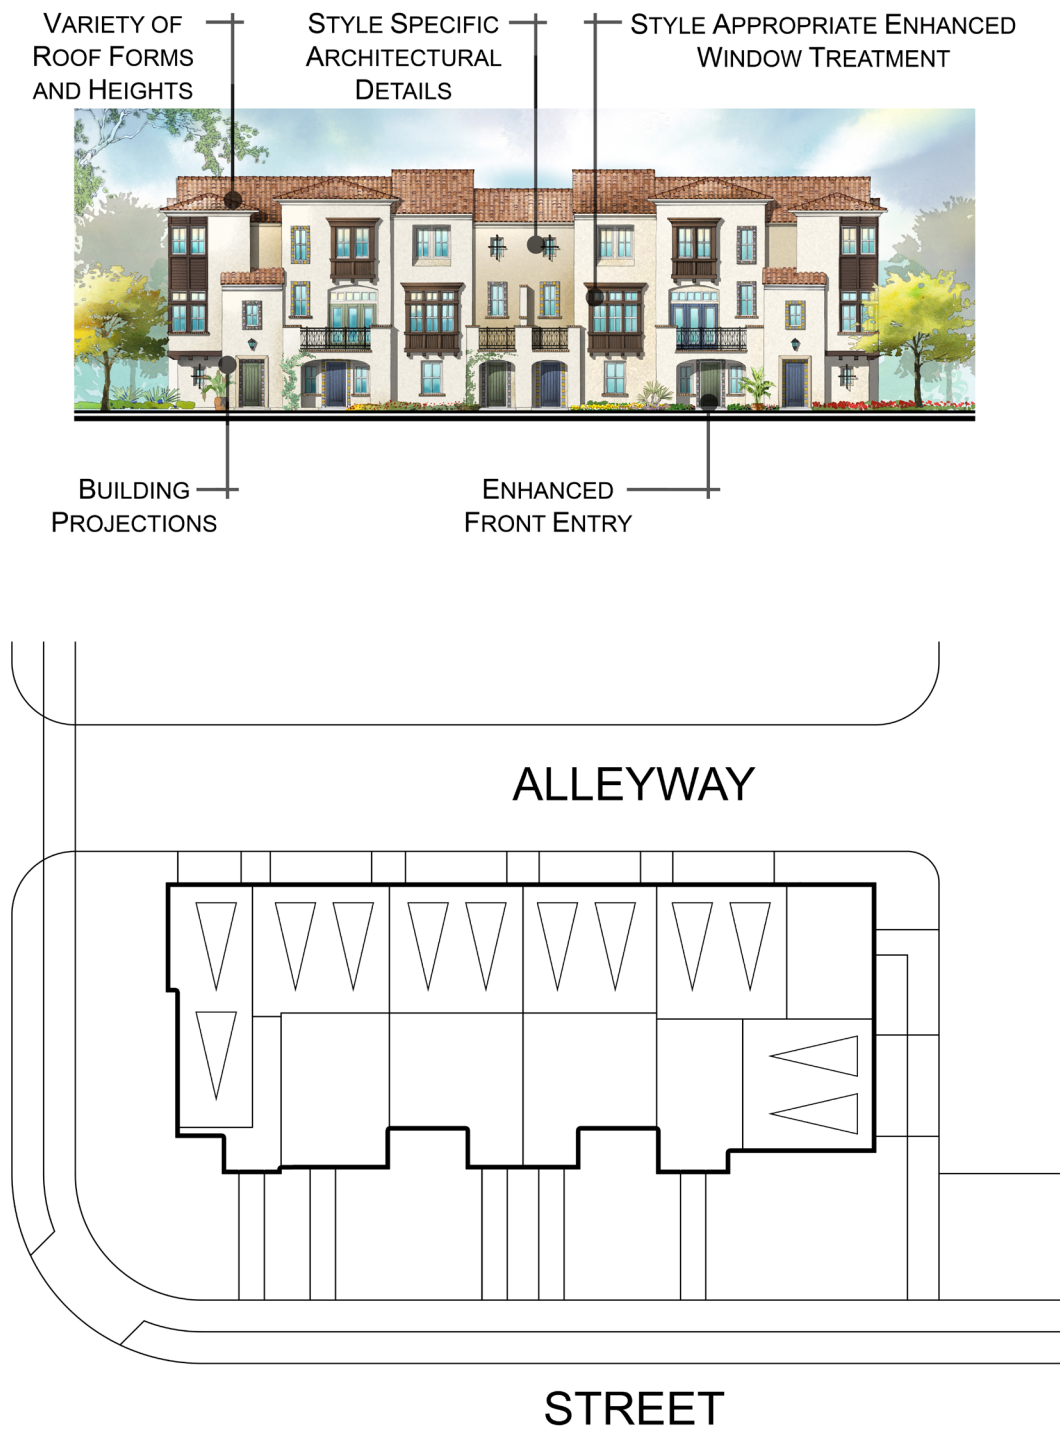 VARIETY OF
ROOF FORMS
AND HEIGHTS
STYLE SPECIFIC
ARCHITECTURAL
DETAILS
STYLE APPROPRIATE ENHANCED
WINDOW TREATMENT
BUILDING
PROJECTIONS
ENHANCED
FRONT ENTRY
ALLEYWAY
STREET